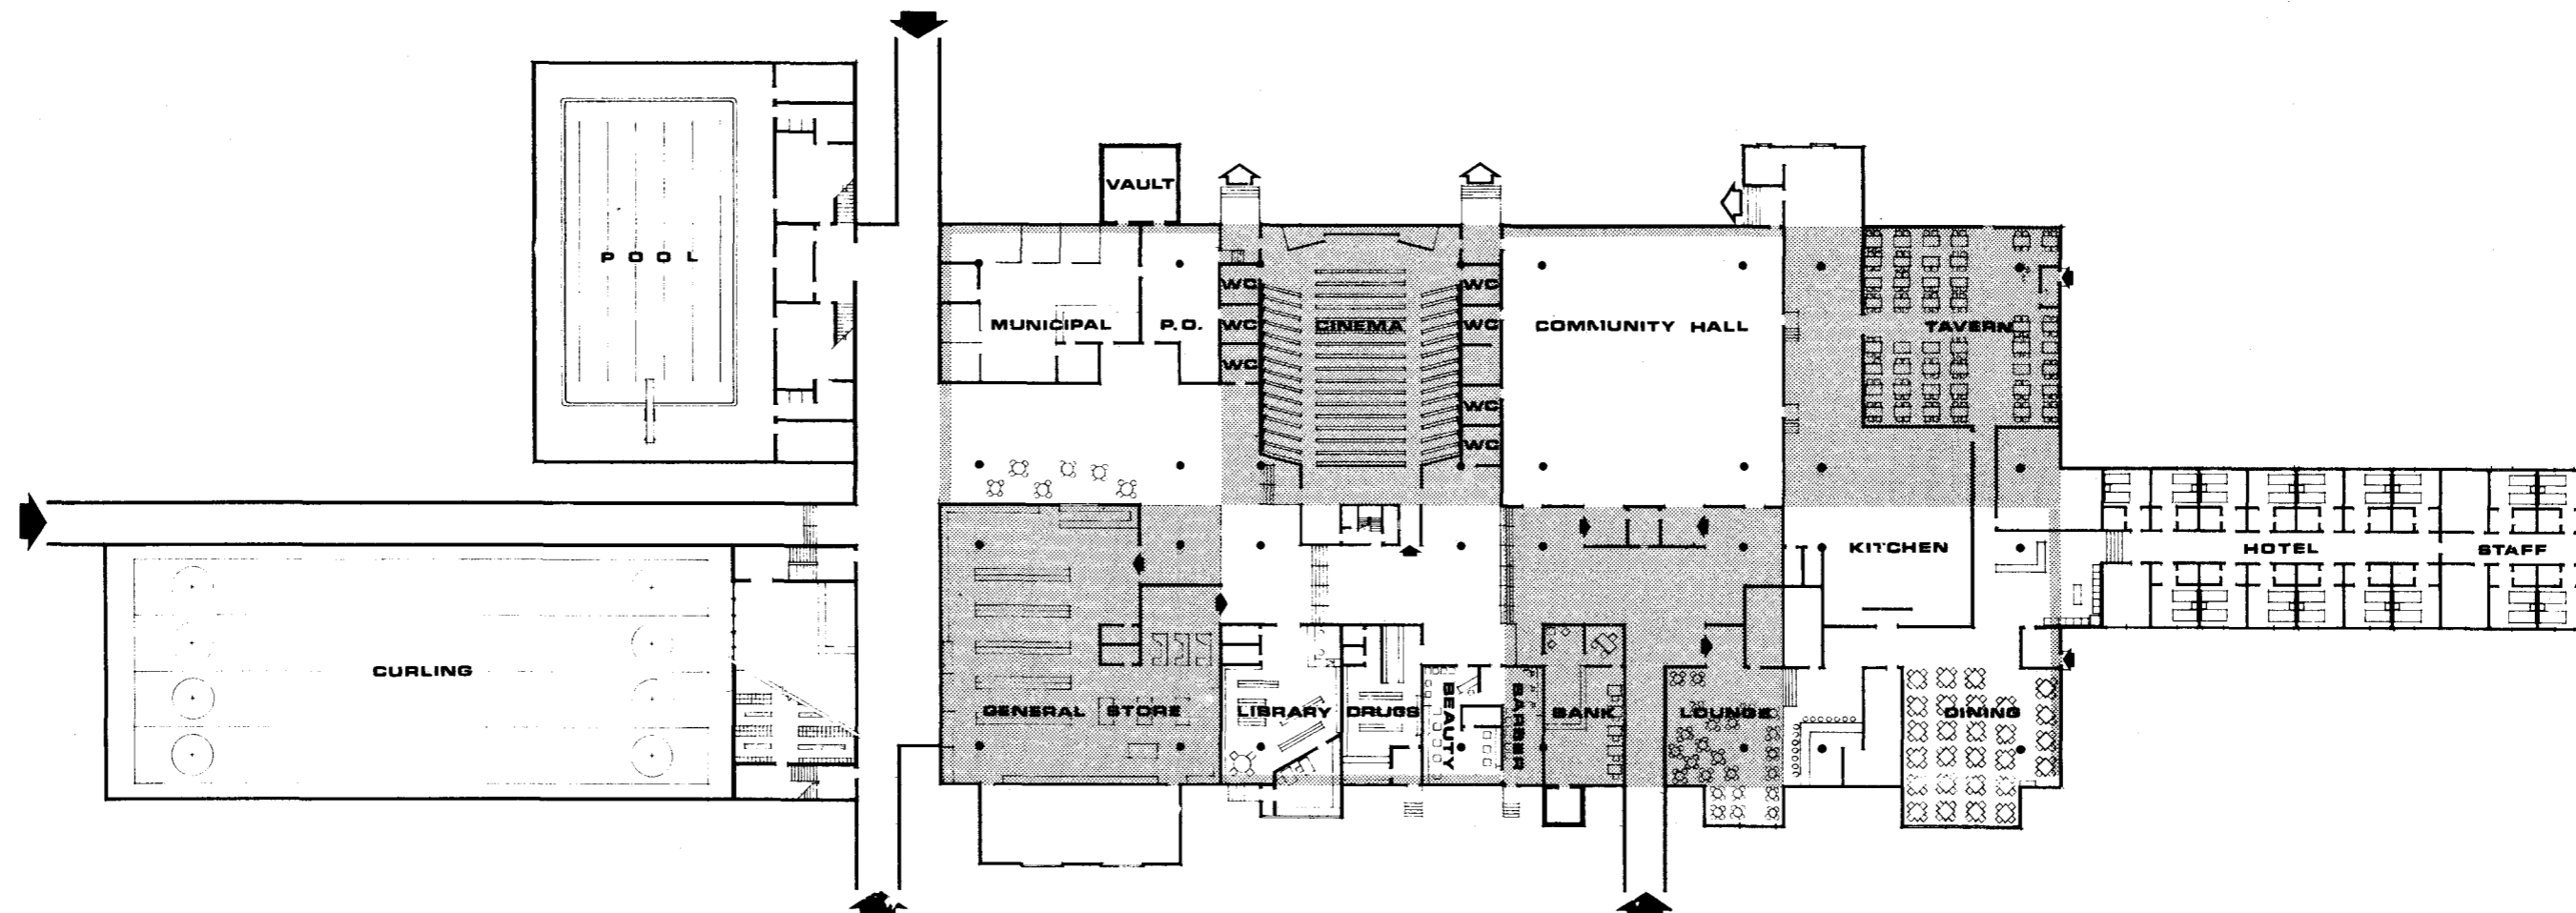 VAULT
POOL
WC
WC
WC
WC
WC
WC
WC
MUNICIPAL
P.O.
CINEMA
COMMUNITY HALL
TAVERN
KITCHEN
HOTEL
STAFF
CURLING
GENERAL STORE
LIBRARY
DRUGS
BEAUTY
BARBER
BANK
LOUNGE
DINING